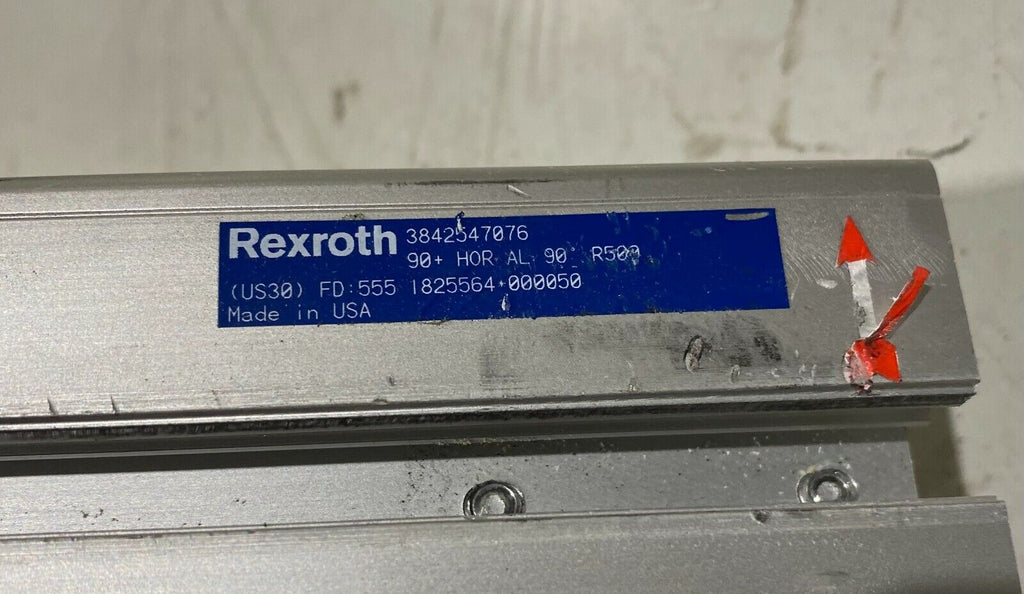 Rexroth 3842547076
90+ HOR AL 90° R500
(US30) FD:555 1825564+000050
Made in USA